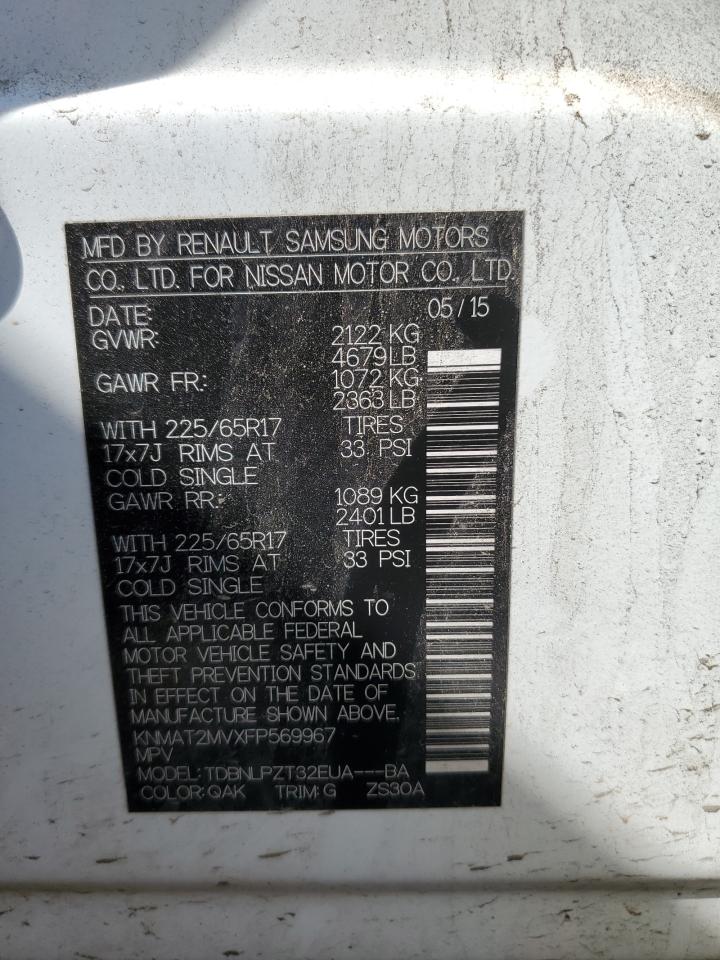 MFD BY RENAULT SAMSUNG MOTORS
CO., LTD. FOR NISSAN MOTOR CO., LTD.
DATE: 05/15
GVWR: 2122 KG
4679 LB
GAWR FR.: 1072 KG
2363 LB
WITH 225/65R17 TIRES
17x7J RIMS AT 33 PSI
COLD SINGLE
GAWR RR.: 1089 KG
2401 LB
WITH 225/65R17 TIRES
17x7J RIMS AT 33 PSI
COLD SINGLE
THIS VEHICLE CONFORMS TO
ALL APPLICABLE FEDERAL
MOTOR VEHICLE SAFETY AND
THEFT PREVENTION STANDARDS
IN EFFECT ON THE DATE OF
MANUFACTURE SHOWN ABOVE.
KNMAT2MVXFP569967
MPV
MODEL: TDBNLPZT32EUA---BA
COLOR: QAK TRIM: G ZS30A